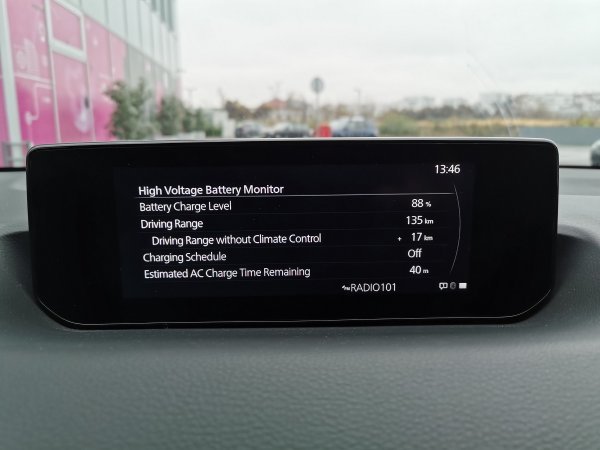 13:46
High Voltage Battery Monitor
Battery Charge Level 88 %
Driving Range 135 km
Driving Range without Climate Control + 17 km
Charging Schedule Off
Estimated AC Charge Time Remaining 40 m
RADIO101